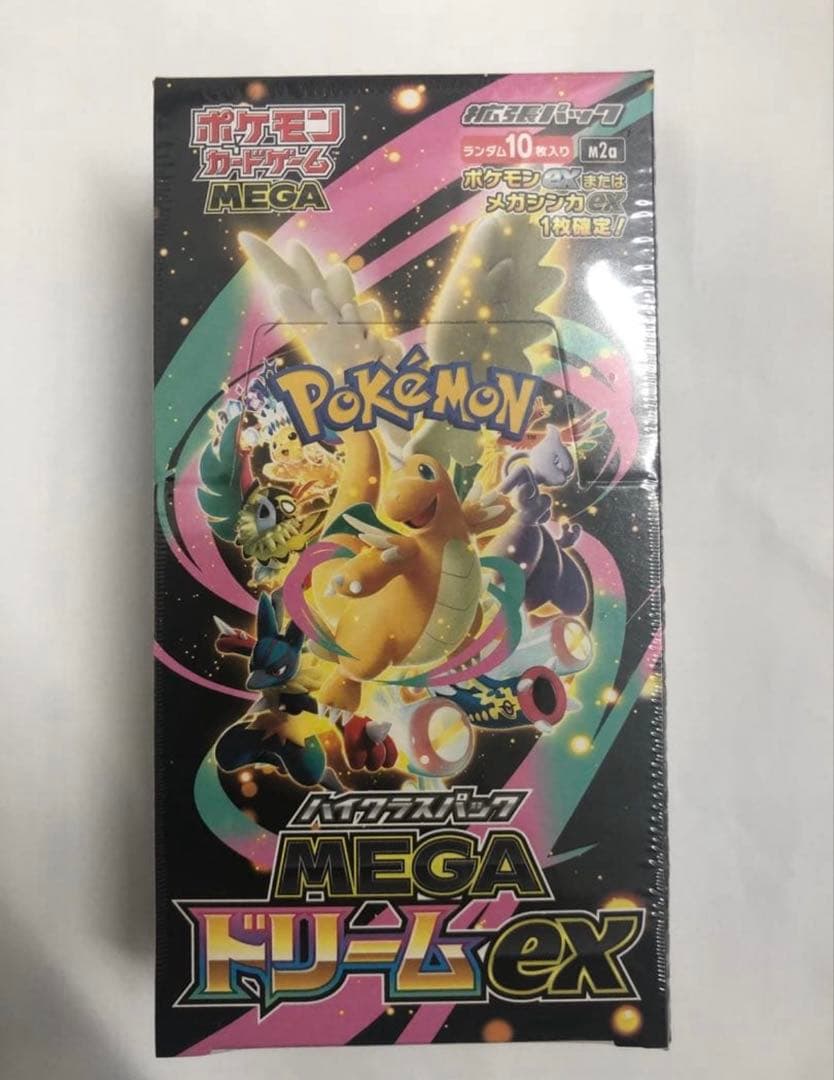 ポケモン
カードゲーム
MEGA
拡張パック
ランダム10枚入り M2a
ポケモンexまたは
メガシンカex
1枚確定!
POKÉMON
TM
ハイクラスパック
MEGA
ドリームex